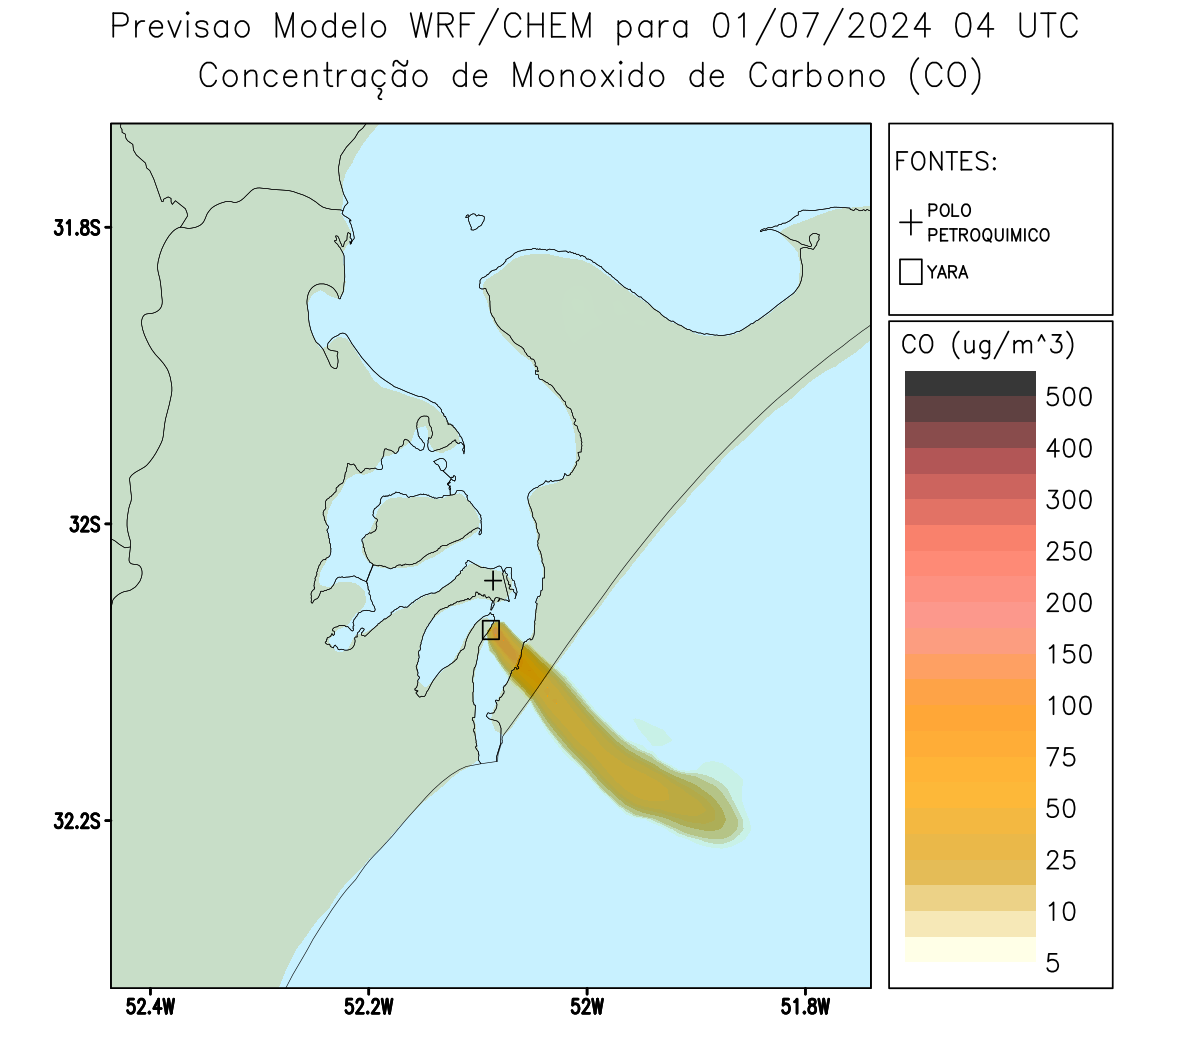 Previsao Modelo WRF/CHEM para 01/07/2024 04 UTC
Concentração de Monoxido de Carbono (CO)
FONTES:
POLO
PETROQUIMICO
YARA
CO (ug/m^3)
500
400
300
250
200
150
100
75
50
25
10
5
31.8S
32S
32.2S
52.4W
52.2W
52W
51.8W